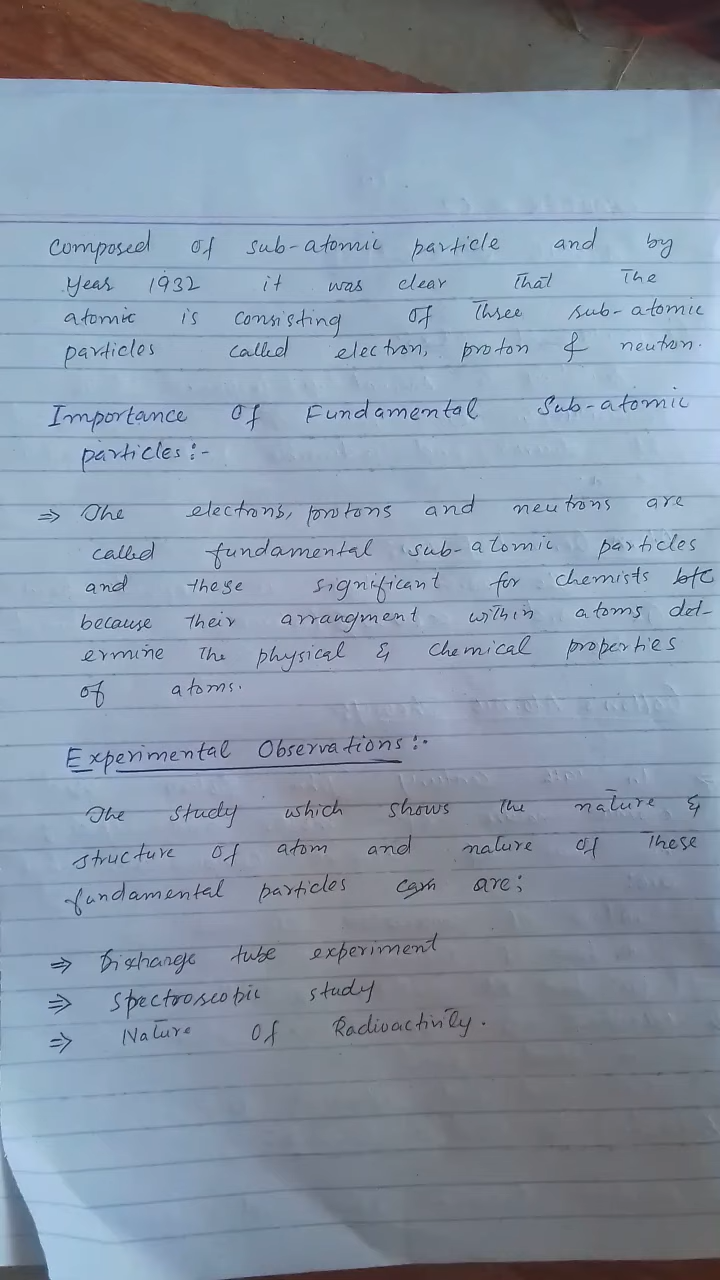 composed of sub-atomic particle and by
Year 1932 it was clear that the
atomic is consisting of three sub-atomic
particles called electron, proton & neutron.
Importance of Fundamental Sub-atomic
particles:-
⇒ The electrons, protons and neutrons are
called fundamental sub-atomic particles
and these significant for chemists
because their arrangment within atoms det-
ermine the physical & chemical properties
of atoms.
Experimental Observations:-
The study which shows the nature &
structure of atom and nature of these
fundamental particles are:
⇒ Discharge tube experiment
⇒ Spectroscopic study
⇒ Nature of Radioactivity.